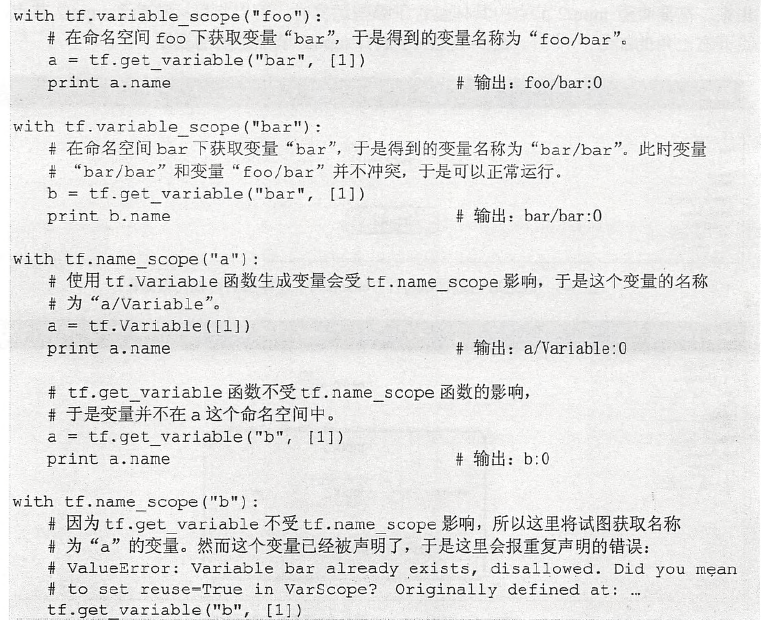 with tf.variable_scope("foo"):
    # 在命名空间 foo 下获取变量“bar”，于是得到的变量名称为“foo/bar”。
    a = tf.get_variable("bar", [1])
    print a.name                                # 输出：foo/bar:0
with tf.variable_scope("bar"):
    # 在命名空间 bar 下获取变量“bar”，于是得到的变量名称为“bar/bar”。此时变量
    # “bar/bar”和变量“foo/bar”并不冲突，于是可以正常运行。
    b = tf.get_variable("bar", [1])
    print b.name                                # 输出：bar/bar:0
with tf.name_scope("a"):
    # 使用 tf.Variable 函数生成变量会受 tf.name_scope 影响，于是这个变量的名称
    # 为“a/Variable”。
    a = tf.Variable([1])
    print a.name                                # 输出：a/Variable:0
    # tf.get_variable 函数不受 tf.name_scope 函数的影响，
    # 于是变量并不在 a 这个命名空间中。
    a = tf.get_variable("b", [1])
    print a.name                                # 输出：b:0
with tf.name_scope("b"):
    # 因为 tf.get_variable 不受 tf.name_scope 影响，所以这里将试图获取名称
    # 为“a”的变量。然而这个变量已经被声明了，于是这里会报重复声明的错误：
    # ValueError: Variable bar already exists, disallowed. Did you mean
    # to set reuse=True in VarScope? Originally defined at: …
    tf.get_variable("b", [1])